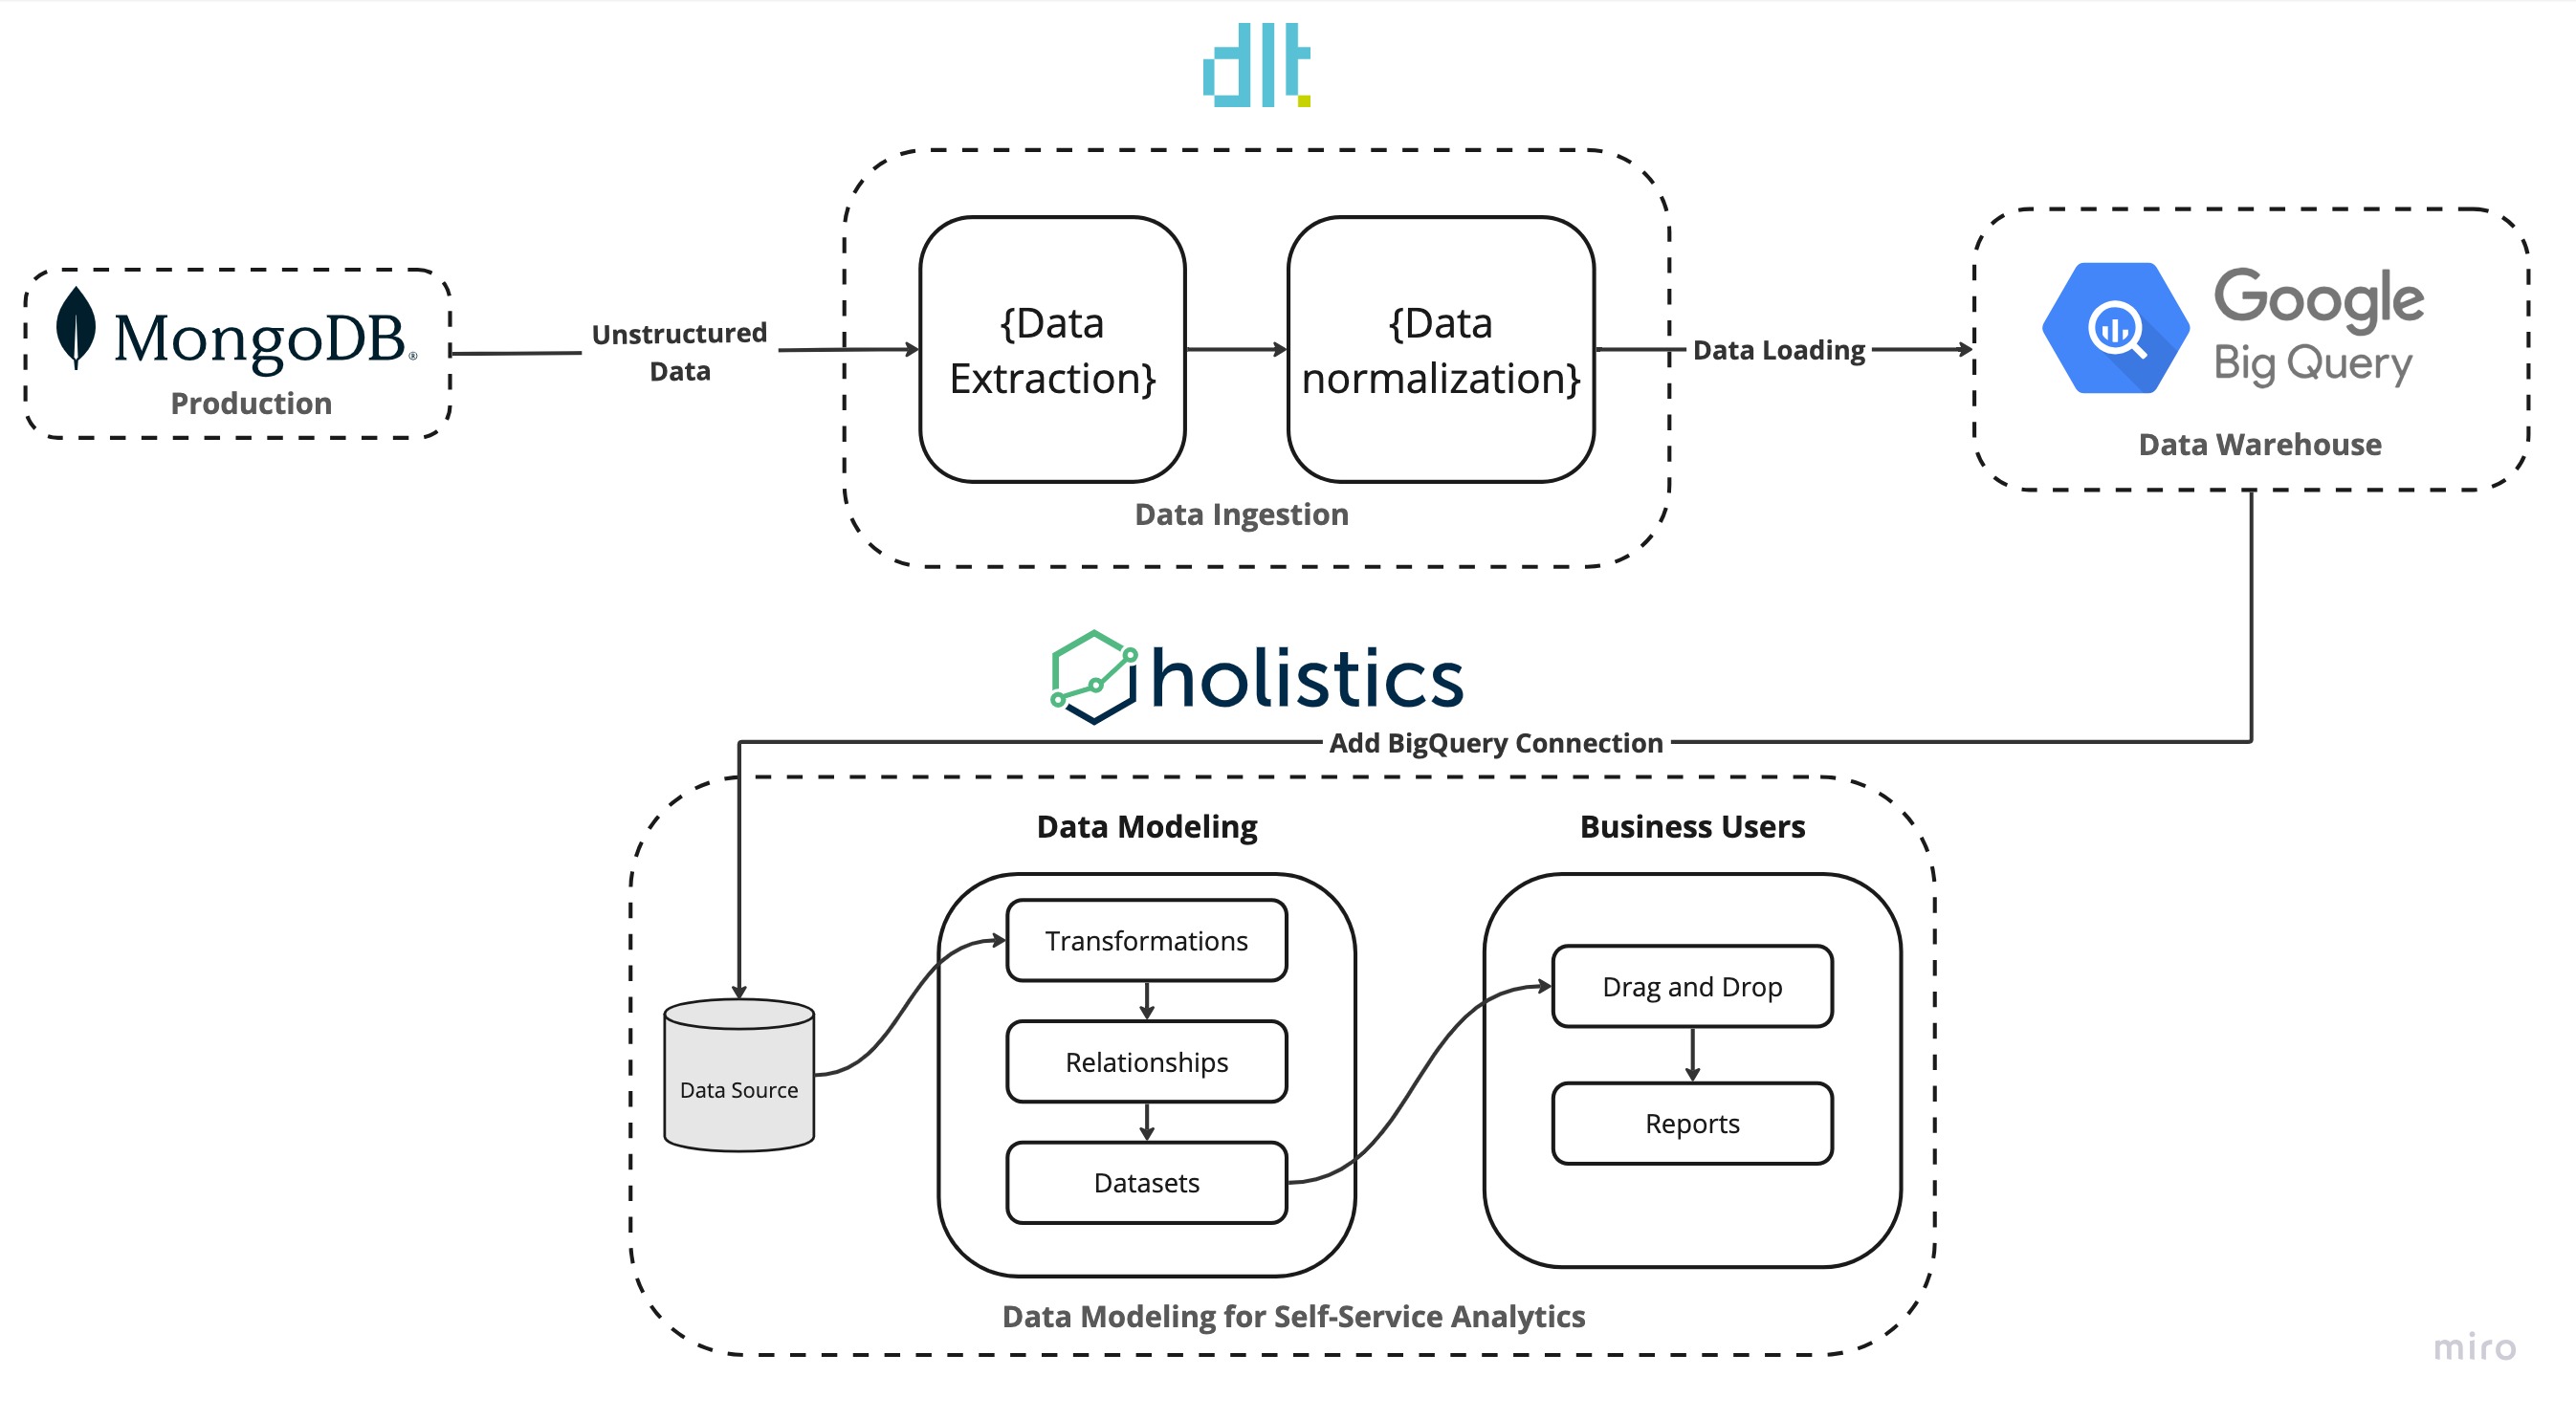 dlt
MongoDB®
Production
Unstructured
Data
{Data
Extraction}
{Data
normalization}
Data Ingestion
Data Loading
Google
Big Query
Data Warehouse
holistics
Add BigQuery Connection
Data Modeling
Business Users
Data Source
Transformations
Relationships
Datasets
Drag and Drop
Reports
Data Modeling for Self-Service Analytics
miro